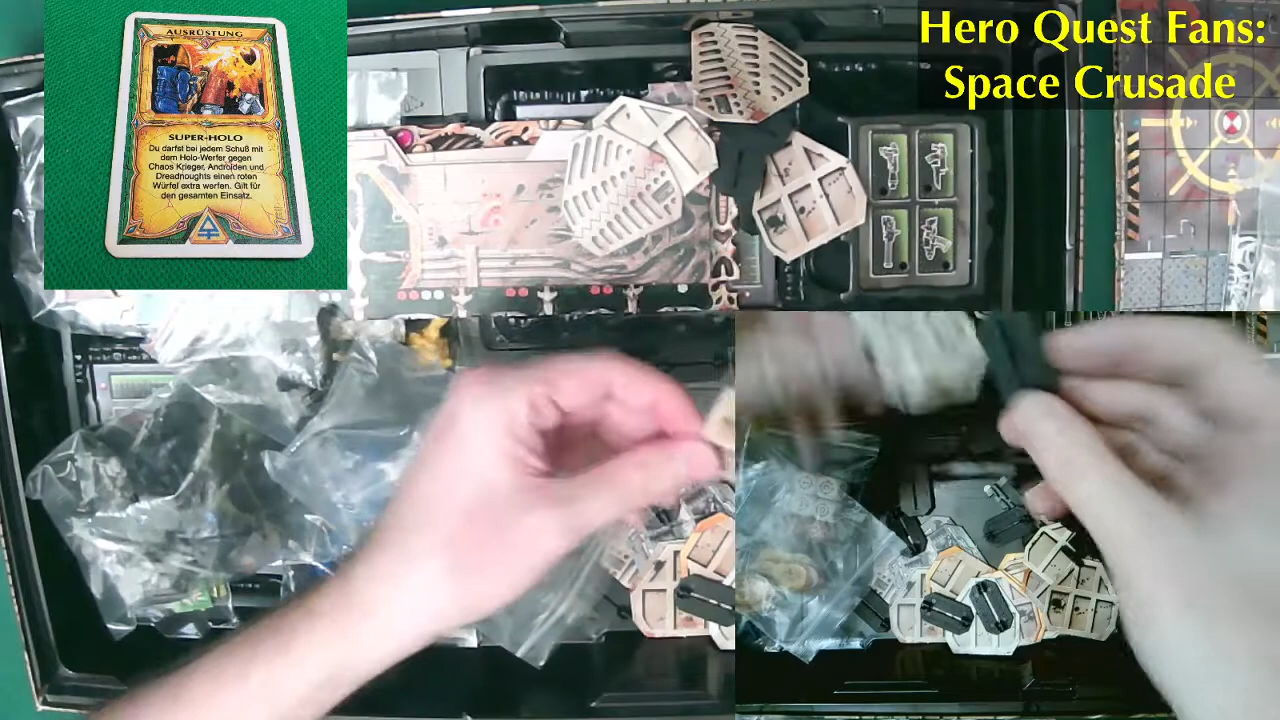 AUSRÜSTUNG
SUPER-HOLO
Du darfst bei jedem Schuß mit
dem Holo-Werfer gegen
Chaos Krieger, Androiden und
Dreadnoughts einen roten
Würfel extra werfen. Gilt für
den gesamten Einsatz.
Hero Quest Fans:
Space Crusade